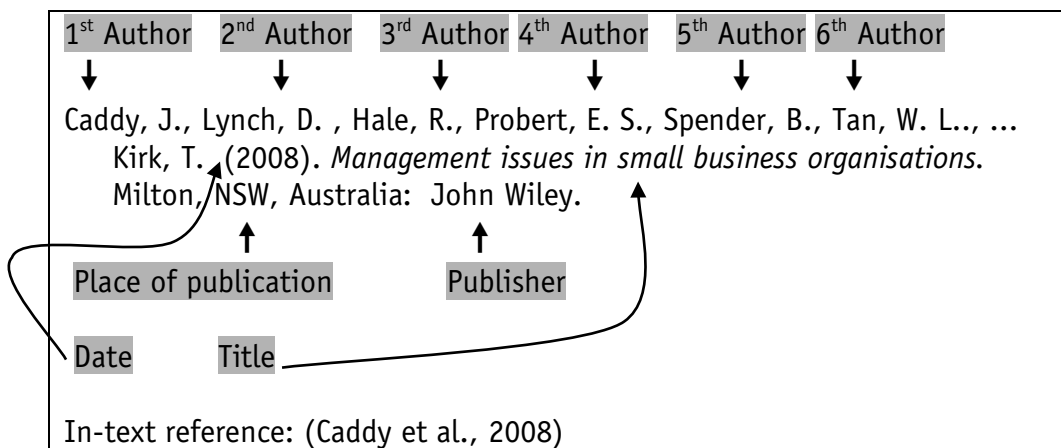 1st Author 2nd Author 3rd Author 4th Author 5th Author 6th Author
Caddy, J., Lynch, D. , Hale, R., Probert, E. S., Spender, B., Tan, W. L.., ...
Kirk, T. (2008). Management issues in small business organisations.
Milton, NSW, Australia: John Wiley.
Place of publication Publisher
Date Title
In-text reference: (Caddy et al., 2008)